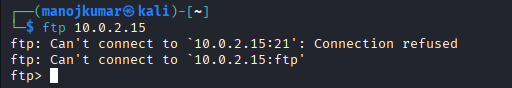 ┌──(manojkumar㉿kali)-[~]
└─$ ftp 10.0.2.15
ftp: Can't connect to `10.0.2.15:21': Connection refused
ftp: Can't connect to `10.0.2.15:ftp'
ftp>